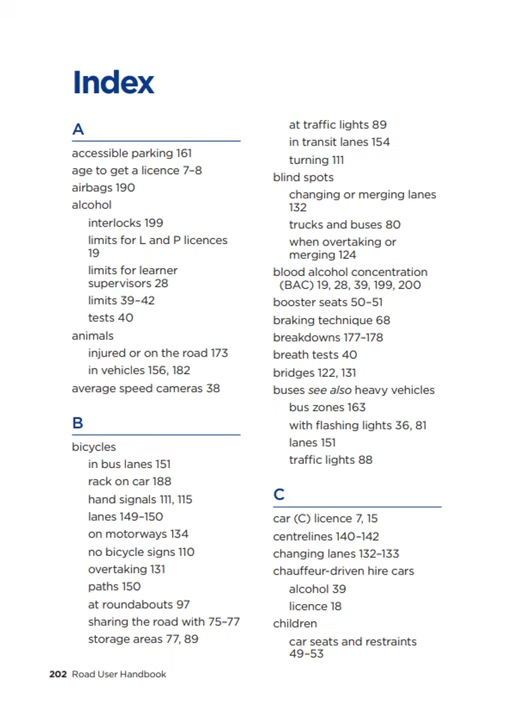 Index
A
accessible parking 161
age to get a licence 7–8
airbags 190
alcohol
interlocks 199
limits for L and P licences
19
limits for learner
supervisors 28
limits 39–42
tests 40
animals
injured or on the road 173
in vehicles 156, 182
average speed cameras 38
B
bicycles
in bus lanes 151
rack on car 188
hand signals 111, 115
lanes 149–150
on motorways 134
no bicycle signs 110
overtaking 131
paths 150
at roundabouts 97
sharing the road with 75–77
storage areas 77, 89
at traffic lights 89
in transit lanes 154
turning 111
blind spots
changing or merging lanes
132
trucks and buses 80
when overtaking or
merging 124
blood alcohol concentration
(BAC) 19, 28, 39, 199, 200
booster seats 50–51
braking technique 68
breakdowns 177–178
breath tests 40
bridges 122, 131
buses see also heavy vehicles
bus zones 163
with flashing lights 36, 81
lanes 151
traffic lights 88
C
car (C) licence 7, 15
centrelines 140–142
changing lanes 132–133
chauffeur-driven hire cars
alcohol 39
licence 18
children
car seats and restraints
49–53
202 Road User Handbook